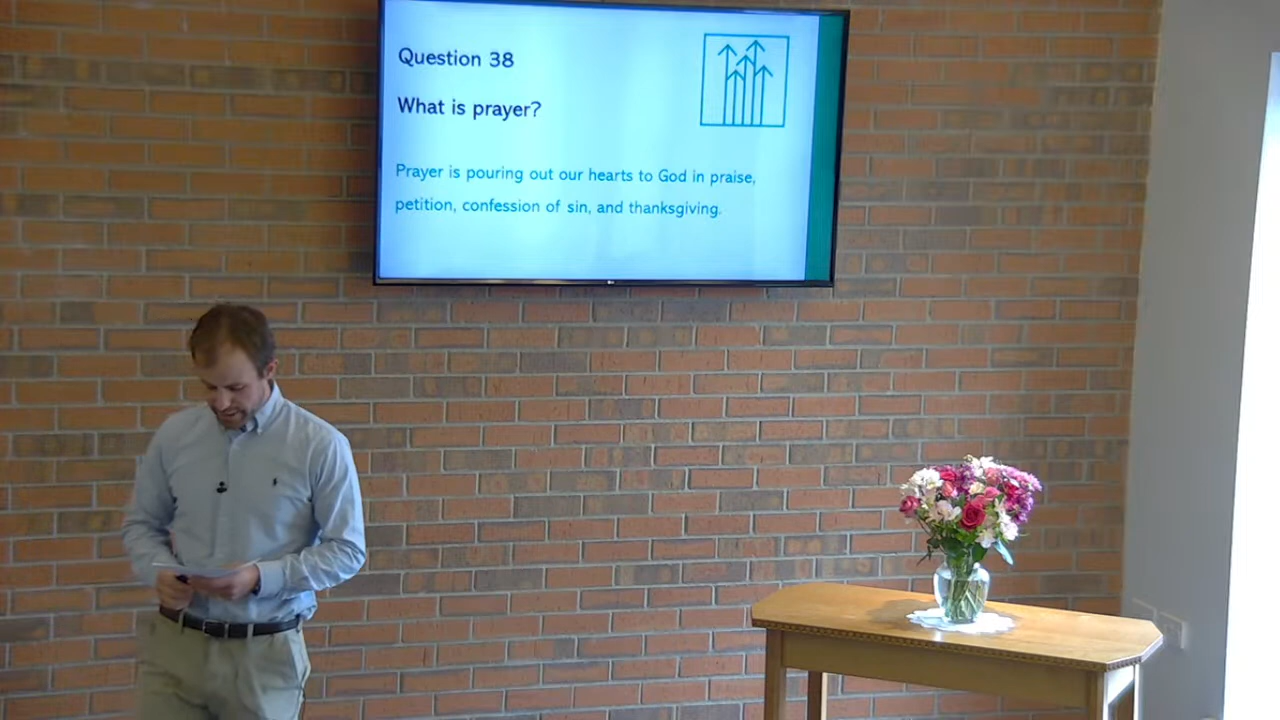 Question 38
What is prayer?
Prayer is pouring out our hearts to God in praise,
petition, confession of sin, and thanksgiving.